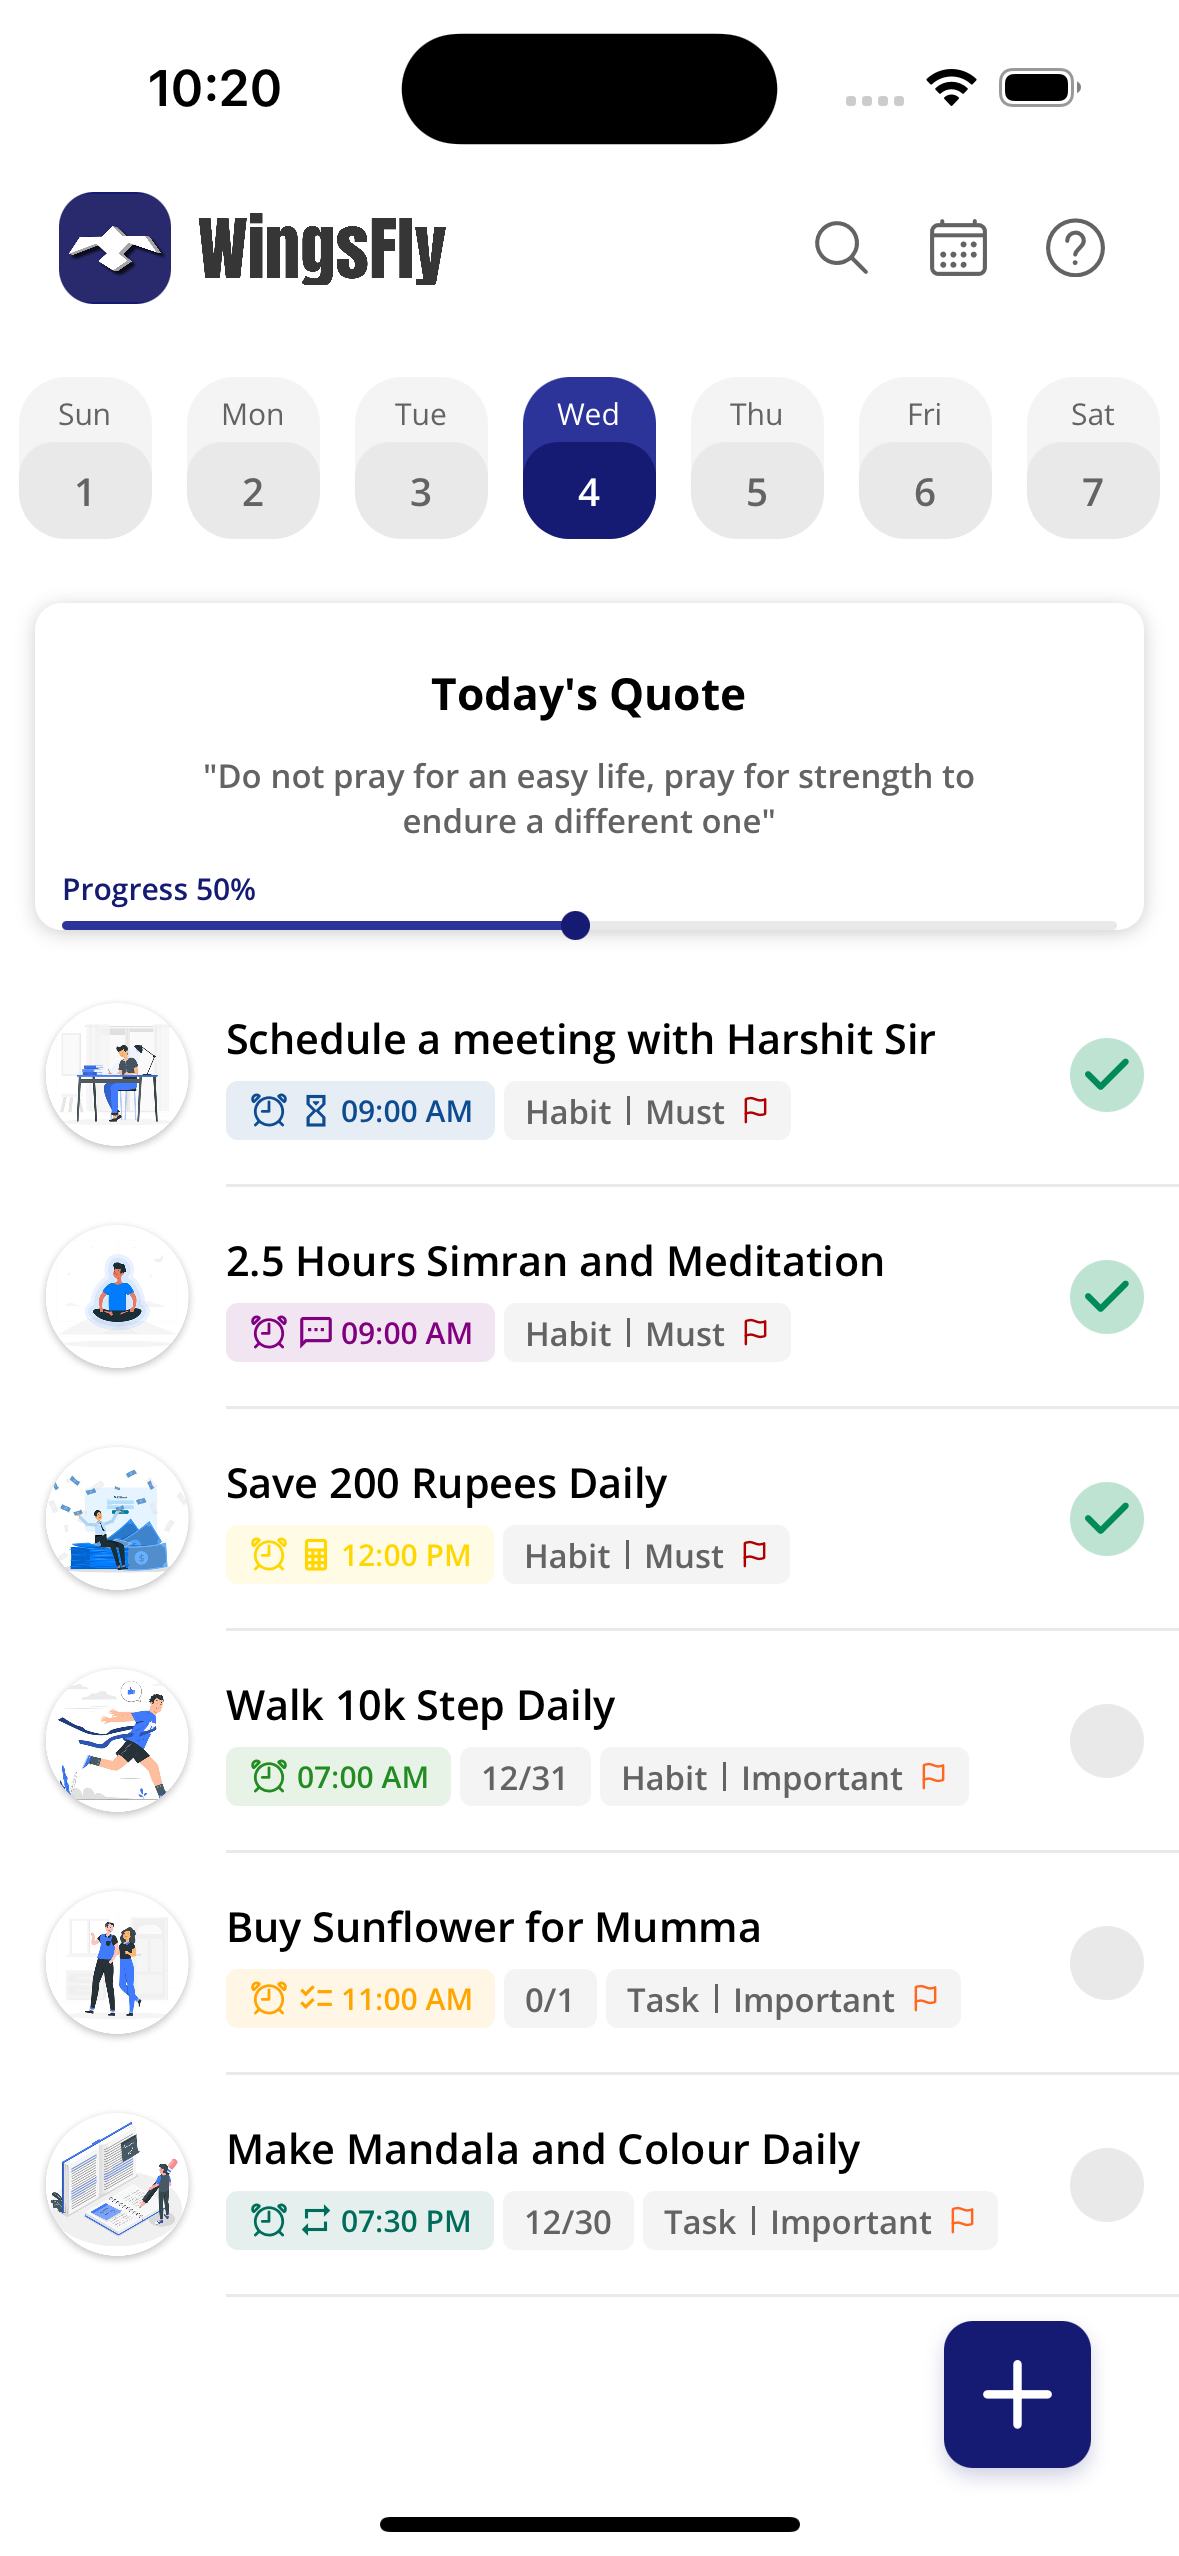 10:20
WingsFly
Sun Mon Tue Wed Thu Fri Sat
1 2 3 4 5 6 7
Today's Quote
"Do not pray for an easy life, pray for strength to
endure a different one"
Progress 50%
Schedule a meeting with Harshit Sir
09:00 AM Habit | Must
2.5 Hours Simran and Meditation
09:00 AM Habit | Must
Save 200 Rupees Daily
12:00 PM Habit | Must
Walk 10k Step Daily
07:00 AM 12/31 Habit | Important
Buy Sunflower for Mumma
11:00 AM 0/1 Task | Important
Make Mandala and Colour Daily
07:30 PM 12/30 Task | Important